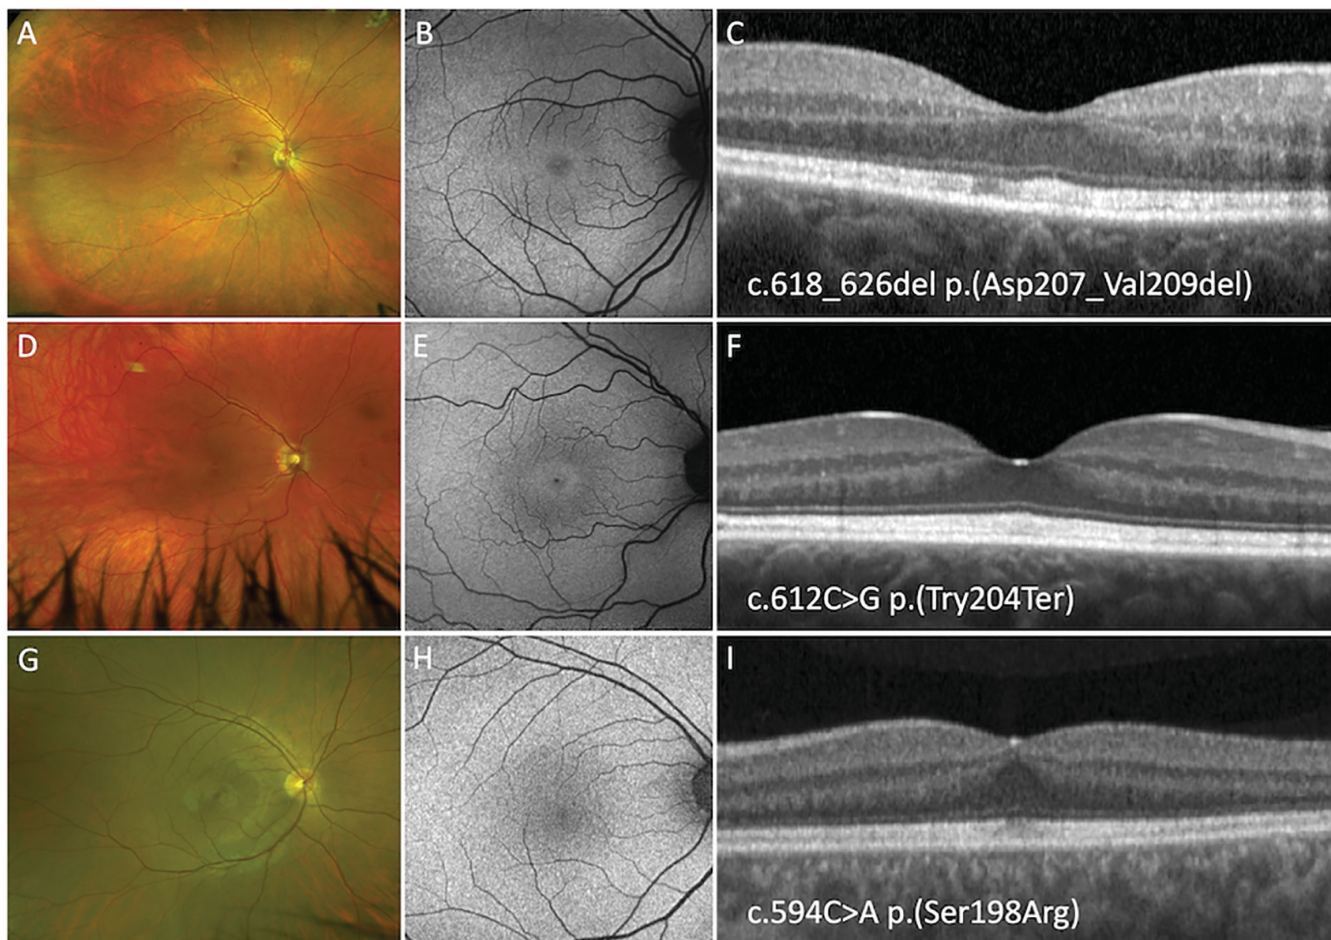 A
B
C
c.618_626del p.(Asp207_Val209del)
D
E
F
c.612C>G p.(Try204Ter)
G
H
I
c.594C>A p.(Ser198Arg)